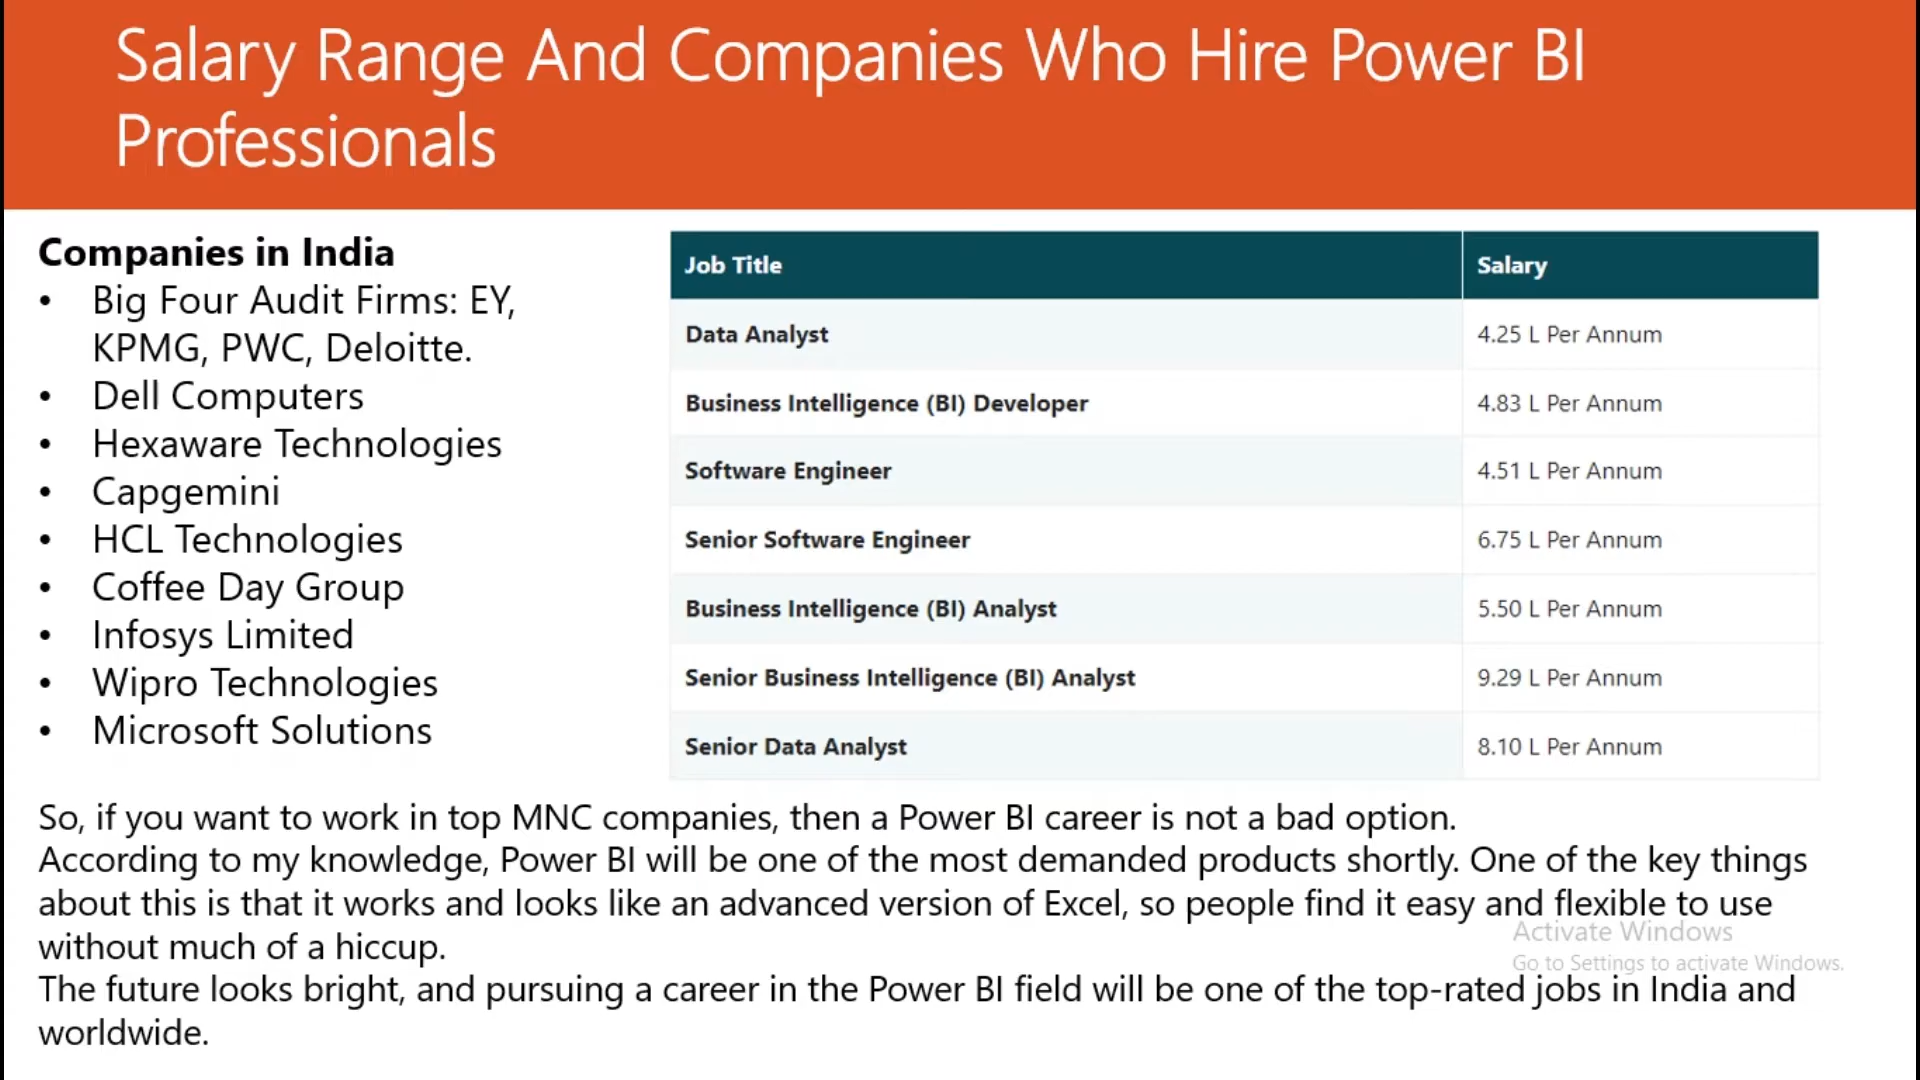 Salary Range And Companies Who Hire Power BI
Professionals
Companies in India
• Big Four Audit Firms: EY,
KPMG, PWC, Deloitte.
• Dell Computers
• Hexaware Technologies
• Capgemini
• HCL Technologies
• Coffee Day Group
• Infosys Limited
• Wipro Technologies
• Microsoft Solutions
Job Title Salary
Data Analyst 4.25 L Per Annum
Business Intelligence (BI) Developer 4.83 L Per Annum
Software Engineer 4.51 L Per Annum
Senior Software Engineer 6.75 L Per Annum
Business Intelligence (BI) Analyst 5.50 L Per Annum
Senior Business Intelligence (BI) Analyst 9.29 L Per Annum
Senior Data Analyst 8.10 L Per Annum
So, if you want to work in top MNC companies, then a Power BI career is not a bad option.
According to my knowledge, Power BI will be one of the most demanded products shortly. One of the key things
about this is that it works and looks like an advanced version of Excel, so people find it easy and flexible to use
without much of a hiccup.
The future looks bright, and pursuing a career in the Power BI field will be one of the top-rated jobs in India and
worldwide.
Activate Windows
Go to Settings to activate Windows.